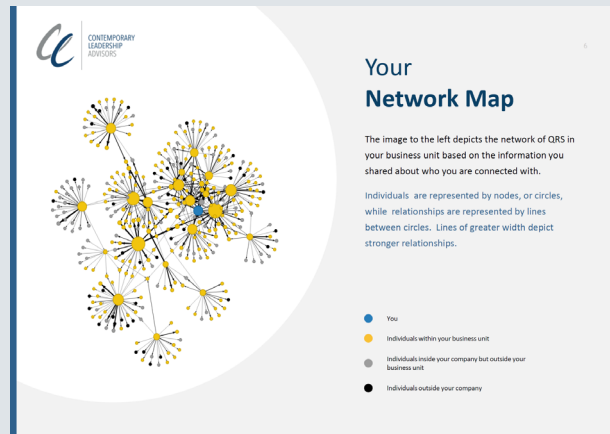 CONTEMPORARY
LEADERSHIP
ADVISORS
Your
Network Map
The image to the left depicts the network of QRS in
your business unit based on the information you
shared about who you are connected with.
Individuals are represented by nodes, or circles,
while relationships are represented by lines
between circles. Lines of greater width depict
stronger relationships.
You
Individuals within your business unit
Individuals inside your company but outside your
business unit
Individuals outside your company